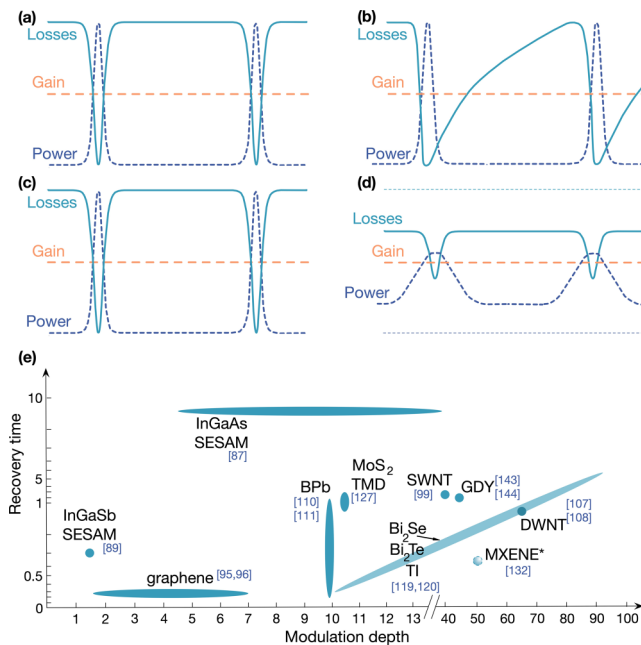 (a)
Losses
Gain
Power
(b)
(c)
Losses
Gain
Power
(d)
Losses
Gain
Power
(e)
Recovery time
10
5
1
0.5
0
InGaAs
SESAM
[87]
InGaSb
SESAM
[89]
graphene [95,96]
BPb
[110]
[111]
MoS₂
TMD
[127]
SWNT
[99]
GDY [143]
[144]
[107]
DWNT [108]
Bi₂Se
Bi₂Te
TI
[119,120]
MXENE*
[132]
1 2 3 4 5 6 7 8 9 10 11 12 13 40 50 60 70 80 90 100
Modulation depth